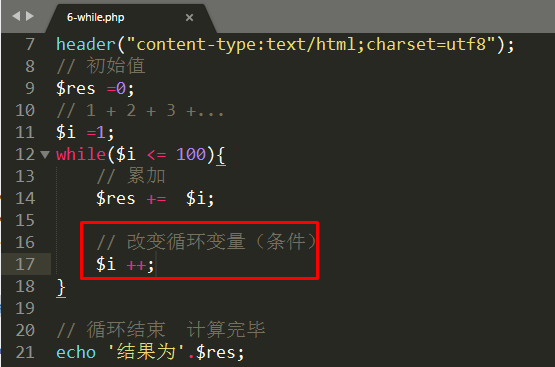 6-while.php ×
7 header("content-type:text/html;charset=utf8");
8 // 初始值
9 $res =0;
10 // 1 + 2 + 3 +...
11 $i =1;
12 while($i <= 100){
13 // 累加
14 $res += $i;
15
16 // 改变循环变量（条件）
17 $i ++;
18 }
19
20 // 循环结束 计算完毕
21 echo '结果为'.$res;